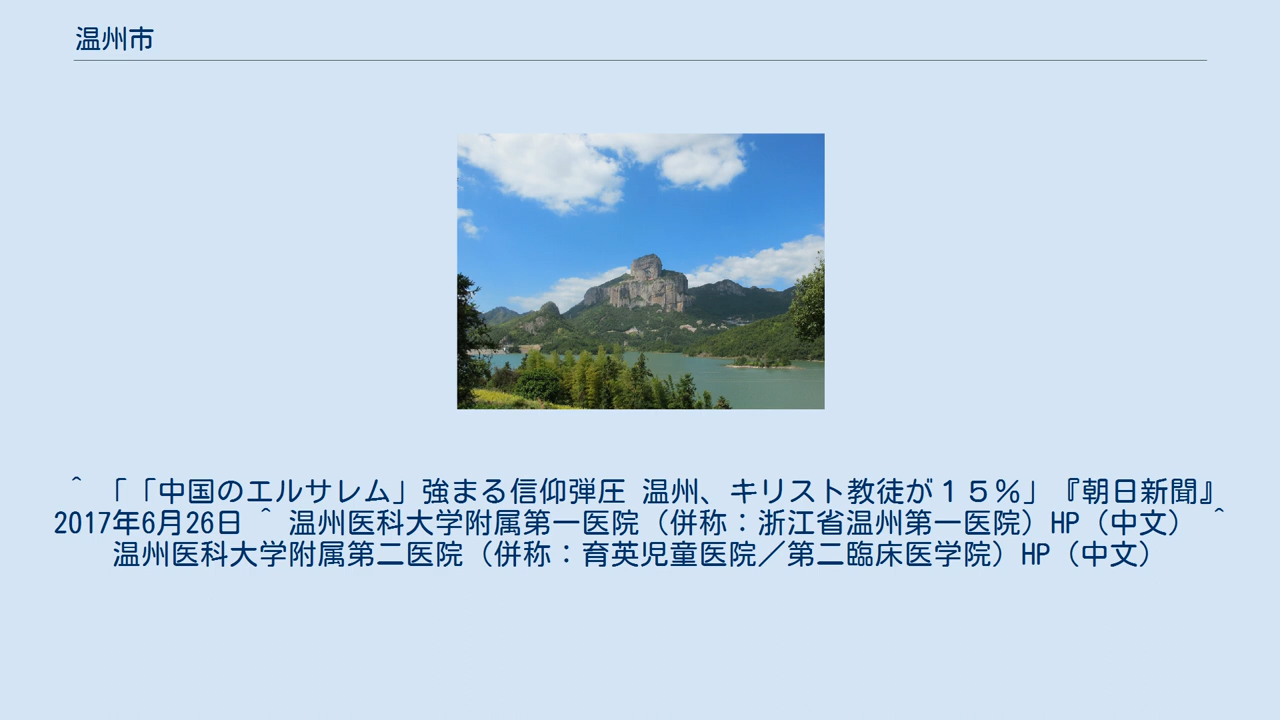 温州市
^ 「「中国のエルサレム」強まる信仰弾圧 温州、キリスト教徒が１５％」『朝日新聞』
2017年6月26日 ^ 温州医科大学附属第一医院（併称：浙江省温州第一医院）HP（中文） ^
温州医科大学附属第二医院（併称：育英児童医院／第二臨床医学院）HP（中文）